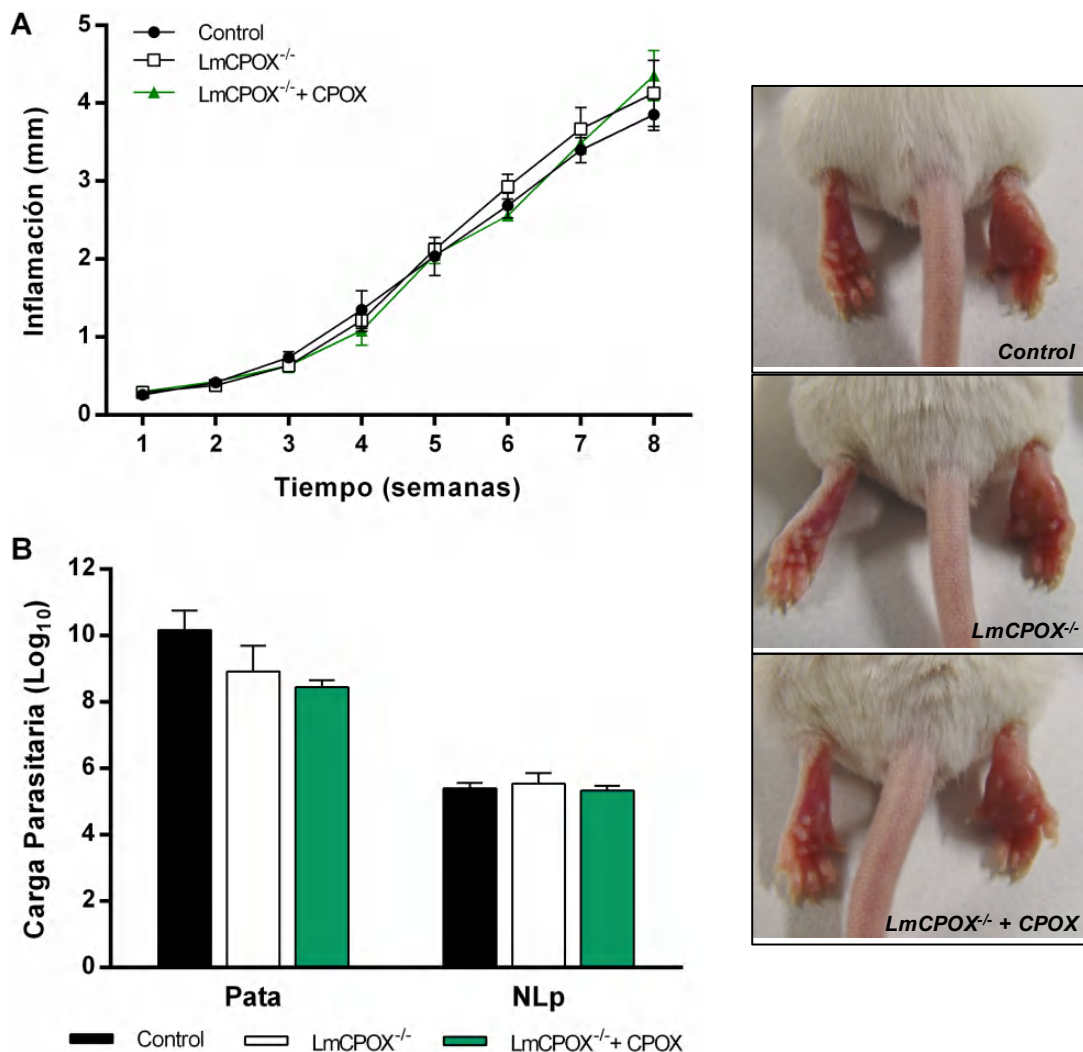 A
Control
LmCPOX-/-
LmCPOX-/-+ CPOX
Inflamación (mm)
5
4
3
2
1
0
1 2 3 4 5 6 7 8
Tiempo (semanas)
Control
LmCPOX-/-
LmCPOX-/- + CPOX
B
Carga Parasitaria (Log10)
12
10
8
6
4
2
0
Pata NLp
Control LmCPOX-/- LmCPOX-/-+ CPOX